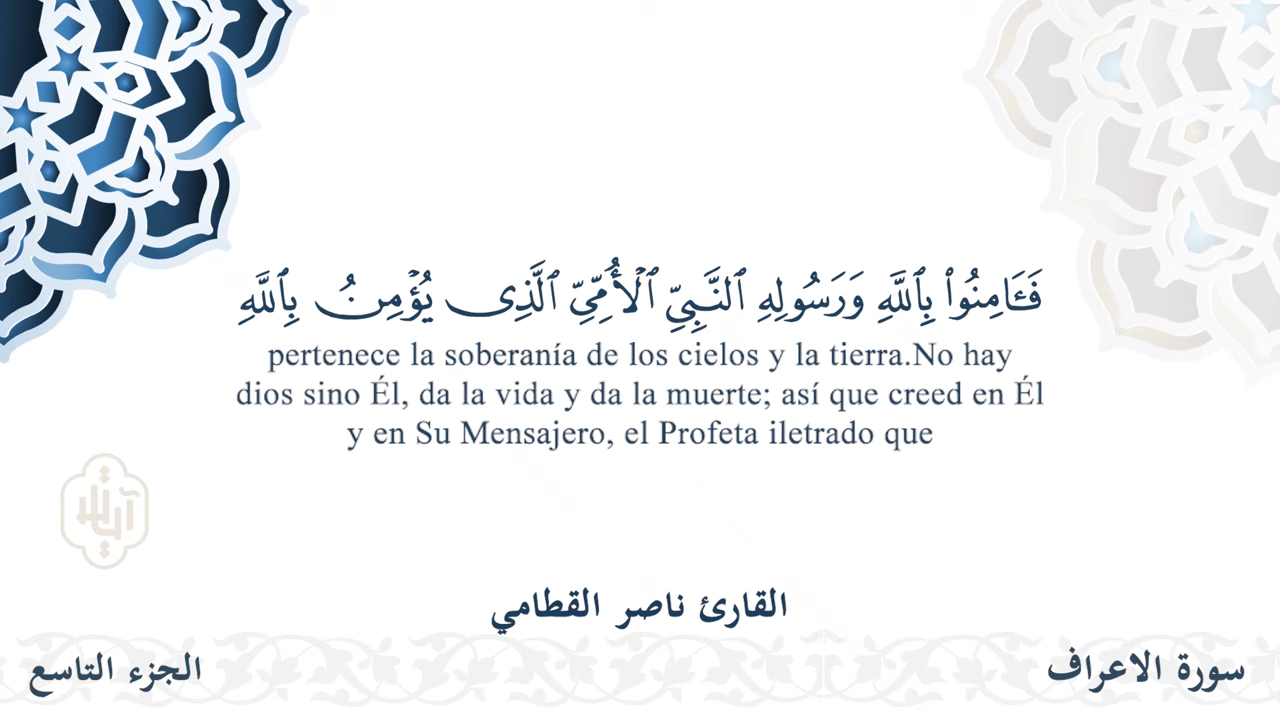 فَـَٔامِنُوا۟ بِٱللَّهِ وَرَسُولِهِ ٱلنَّبِىِّ ٱلْأُمِّىِّ ٱلَّذِى يُؤْمِنُ بِٱللَّهِ
pertenece la soberanía de los cielos y la tierra.No hay
dios sino Él, da la vida y da la muerte; así que creed en Él
y en Su Mensajero, el Profeta iletrado que
القارئ ناصر القطامي
سورة الاعراف
الجزء التاسع